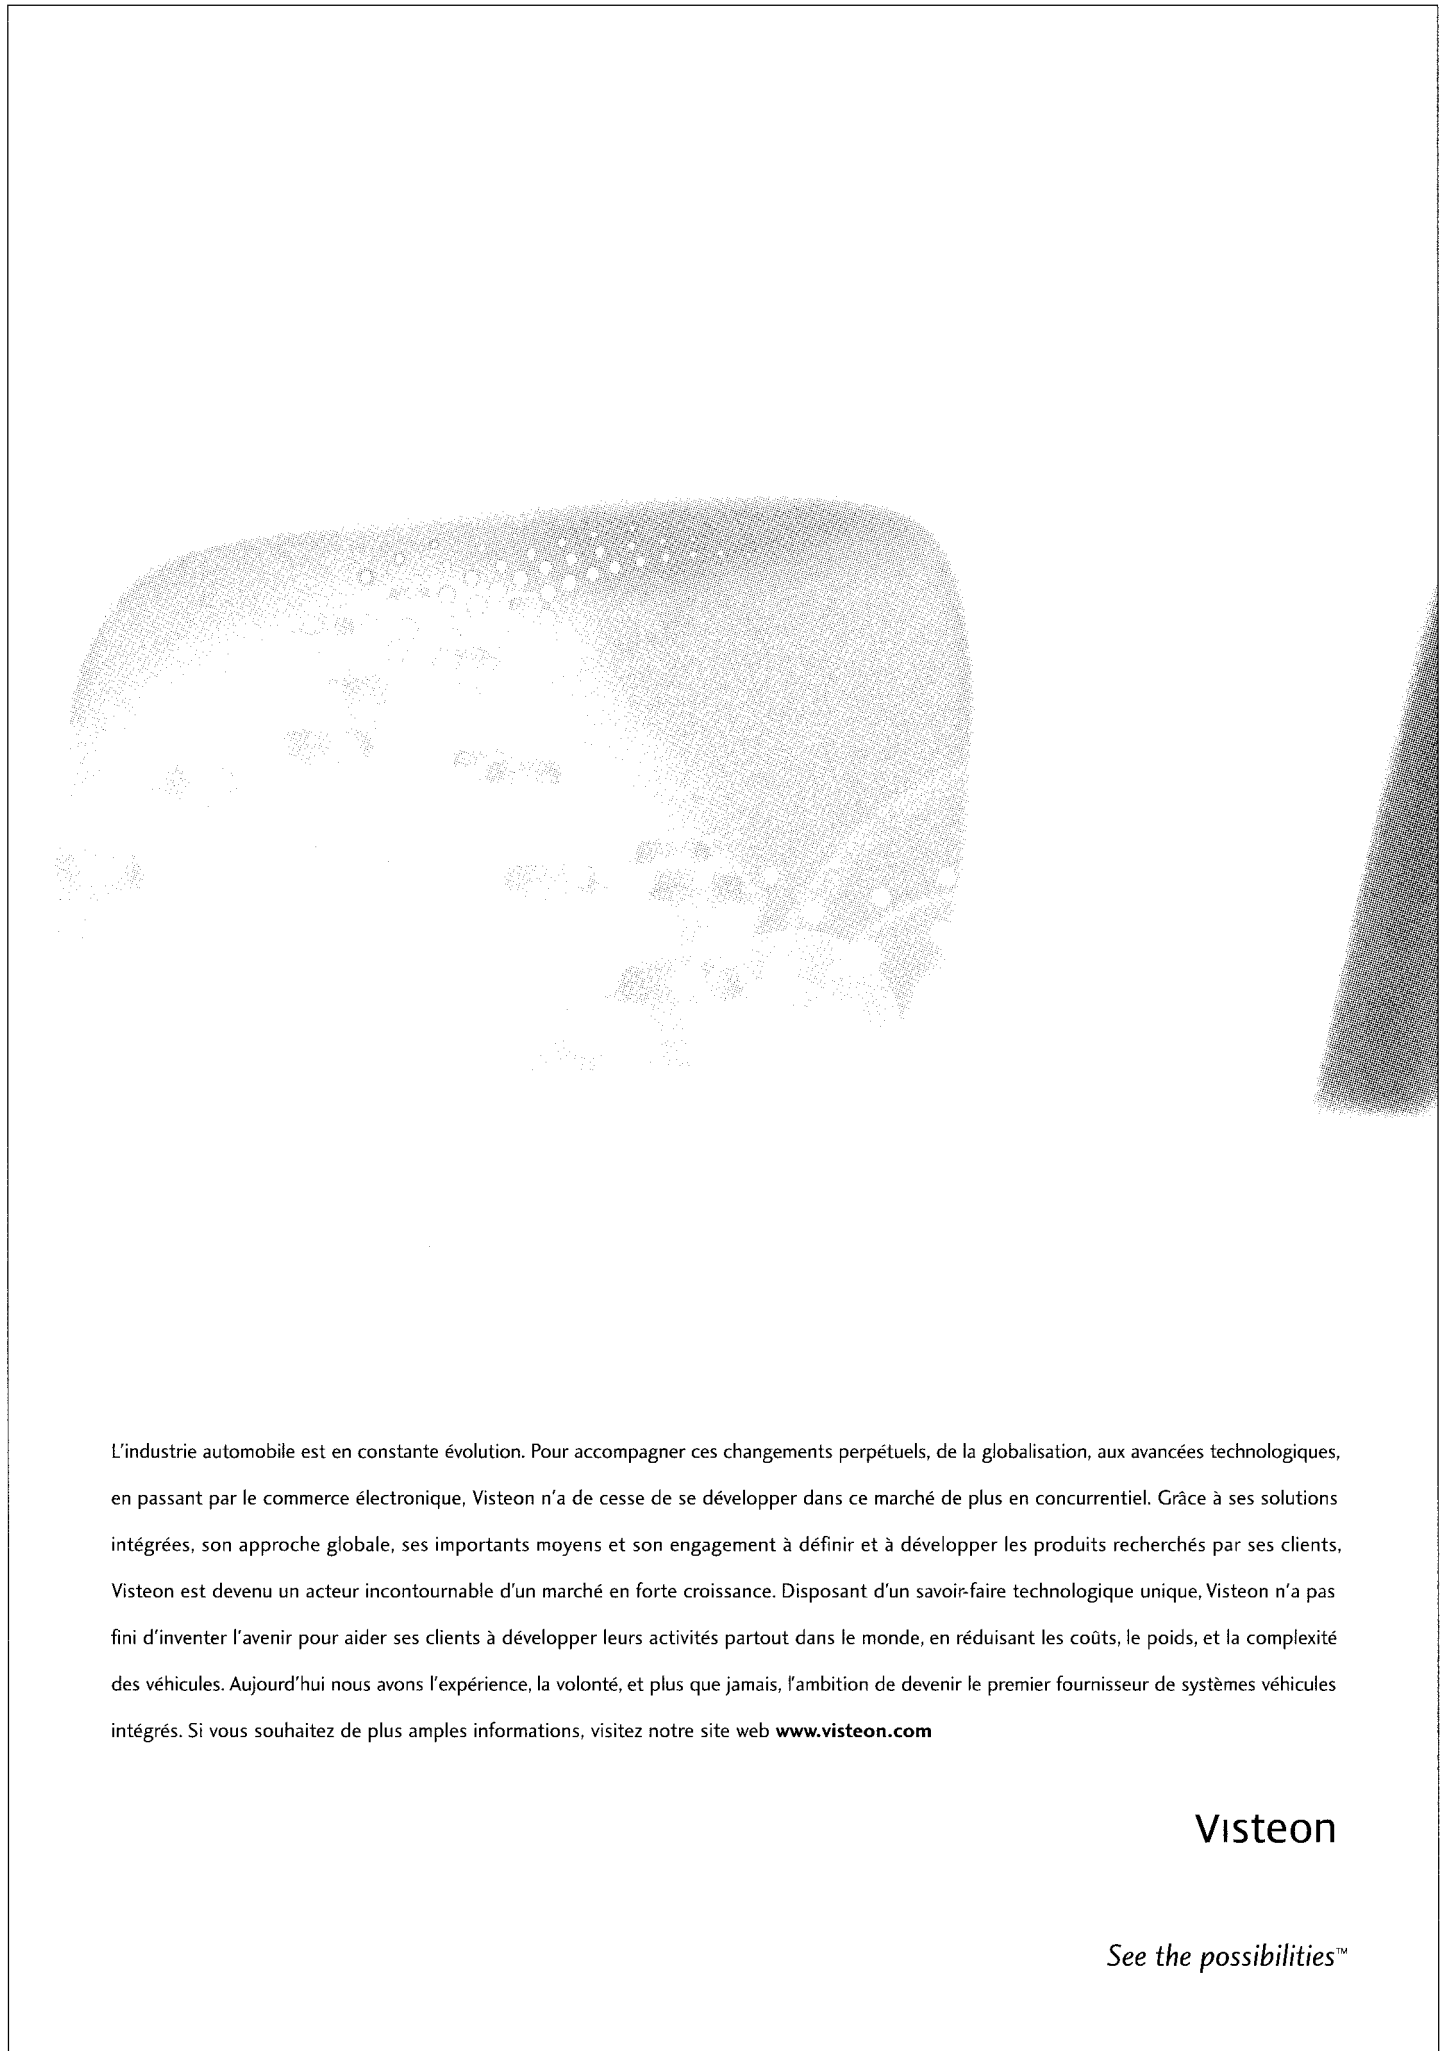 L'industrie automobile est en constante évolution. Pour accompagner ces changements perpétuels, de la globalisation, aux avancées technologiques,
en passant par le commerce électronique, Visteon n'a de cesse de se développer dans ce marché de plus en concurrentiel. Grâce à ses solutions
intégrées, son approche globale, ses importants moyens et son engagement à définir et à développer les produits recherchés par ses clients,
Visteon est devenu un acteur incontournable d'un marché en forte croissance. Disposant d'un savoir-faire technologique unique, Visteon n'a pas
fini d'inventer l'avenir pour aider ses clients à développer leurs activités partout dans le monde, en réduisant les coûts, le poids, et la complexité
des véhicules. Aujourd'hui nous avons l'expérience, la volonté, et plus que jamais, l'ambition de devenir le premier fournisseur de systèmes véhicules
intégrés. Si vous souhaitez de plus amples informations, visitez notre site web www.visteon.com
Visteon
See the possibilities™